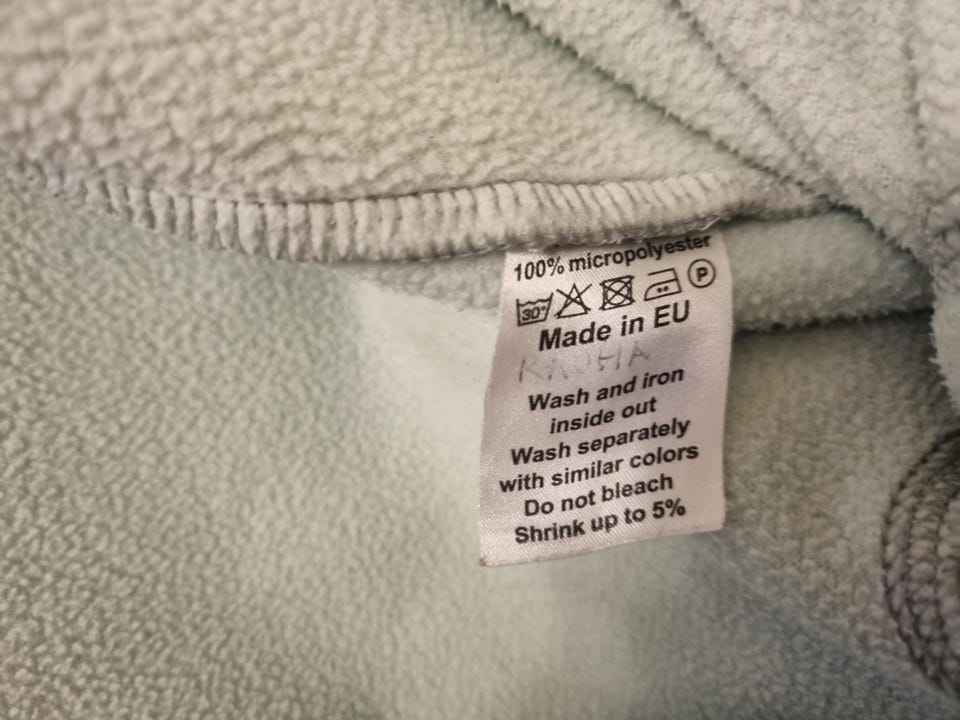 100% micropolyester
30° P
Made in EU
Wash and iron
inside out
Wash separately
with similar colors
Do not bleach
Shrink up to 5%